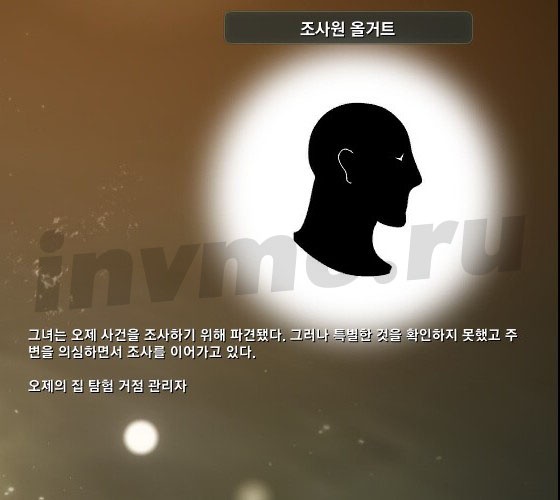 조사원 올거트
invme.ru
그녀는 오제 사건을 조사하기 위해 파견됐다. 그러나 특별한 것을 확인하지 못했고 주
변을 의심하면서 조사를 이어가고 있다.
오제의 집 탐험 거점 관리자